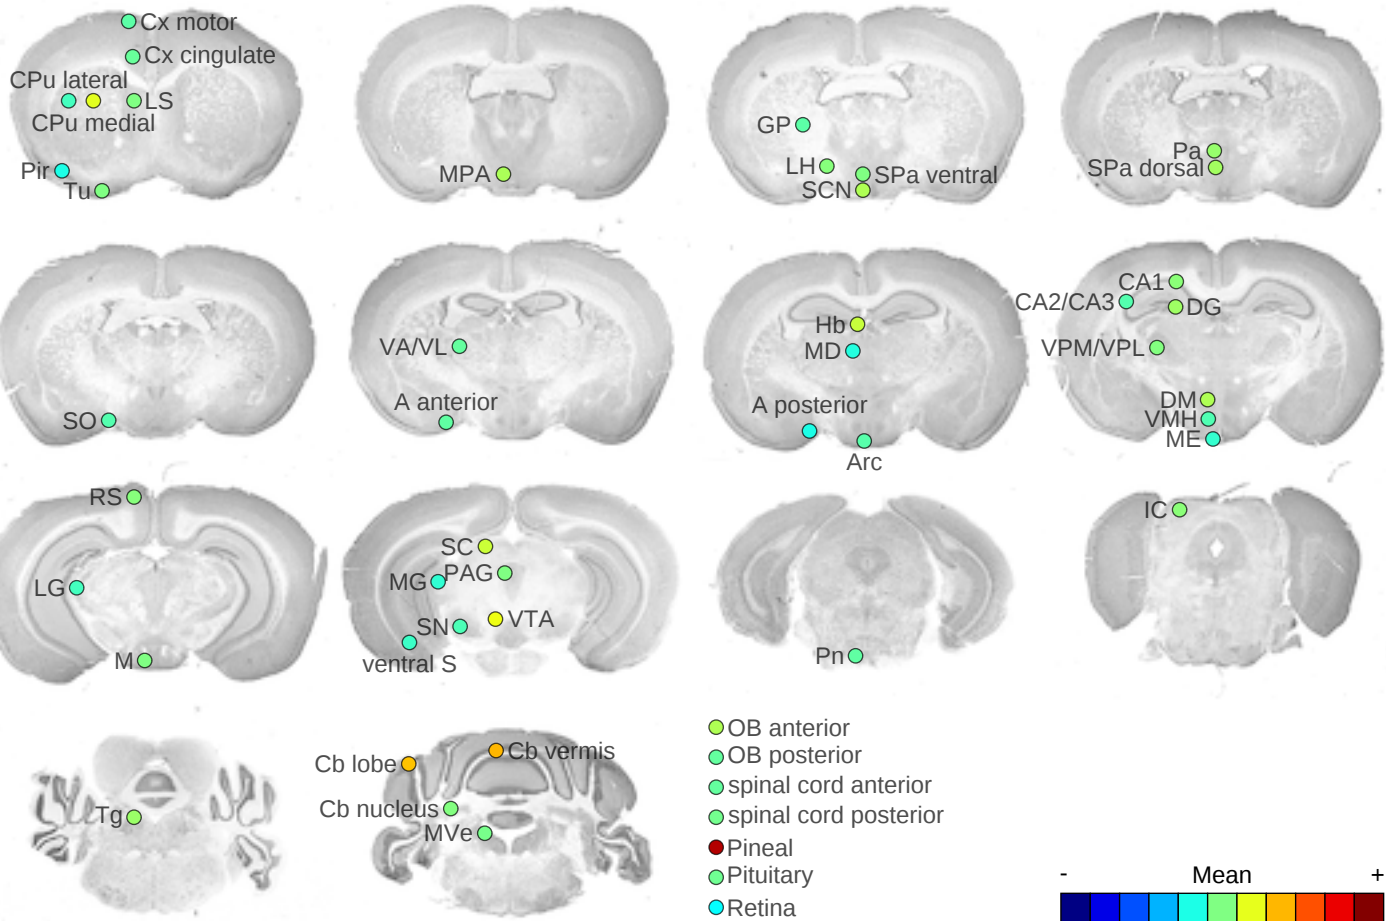 Cx motor
Cx cingulate
CPu lateral
LS
CPu medial
Pir
Tu
MPA
GP
LH
SPa ventral
SCN
Pa
SPa dorsal
SO
VA/VL
A anterior
Hb
MD
A posterior
Arc
CA1
CA2/CA3
DG
VPM/VPL
DM
VMH
ME
RS
LG
M
SC
PAG
MG
VTA
SN
ventral S
Pn
IC
Tg
Cb lobe
Cb vermis
Cb nucleus
MVe
OB anterior
OB posterior
spinal cord anterior
spinal cord posterior
Pineal
Pituitary
Retina
- Mean +